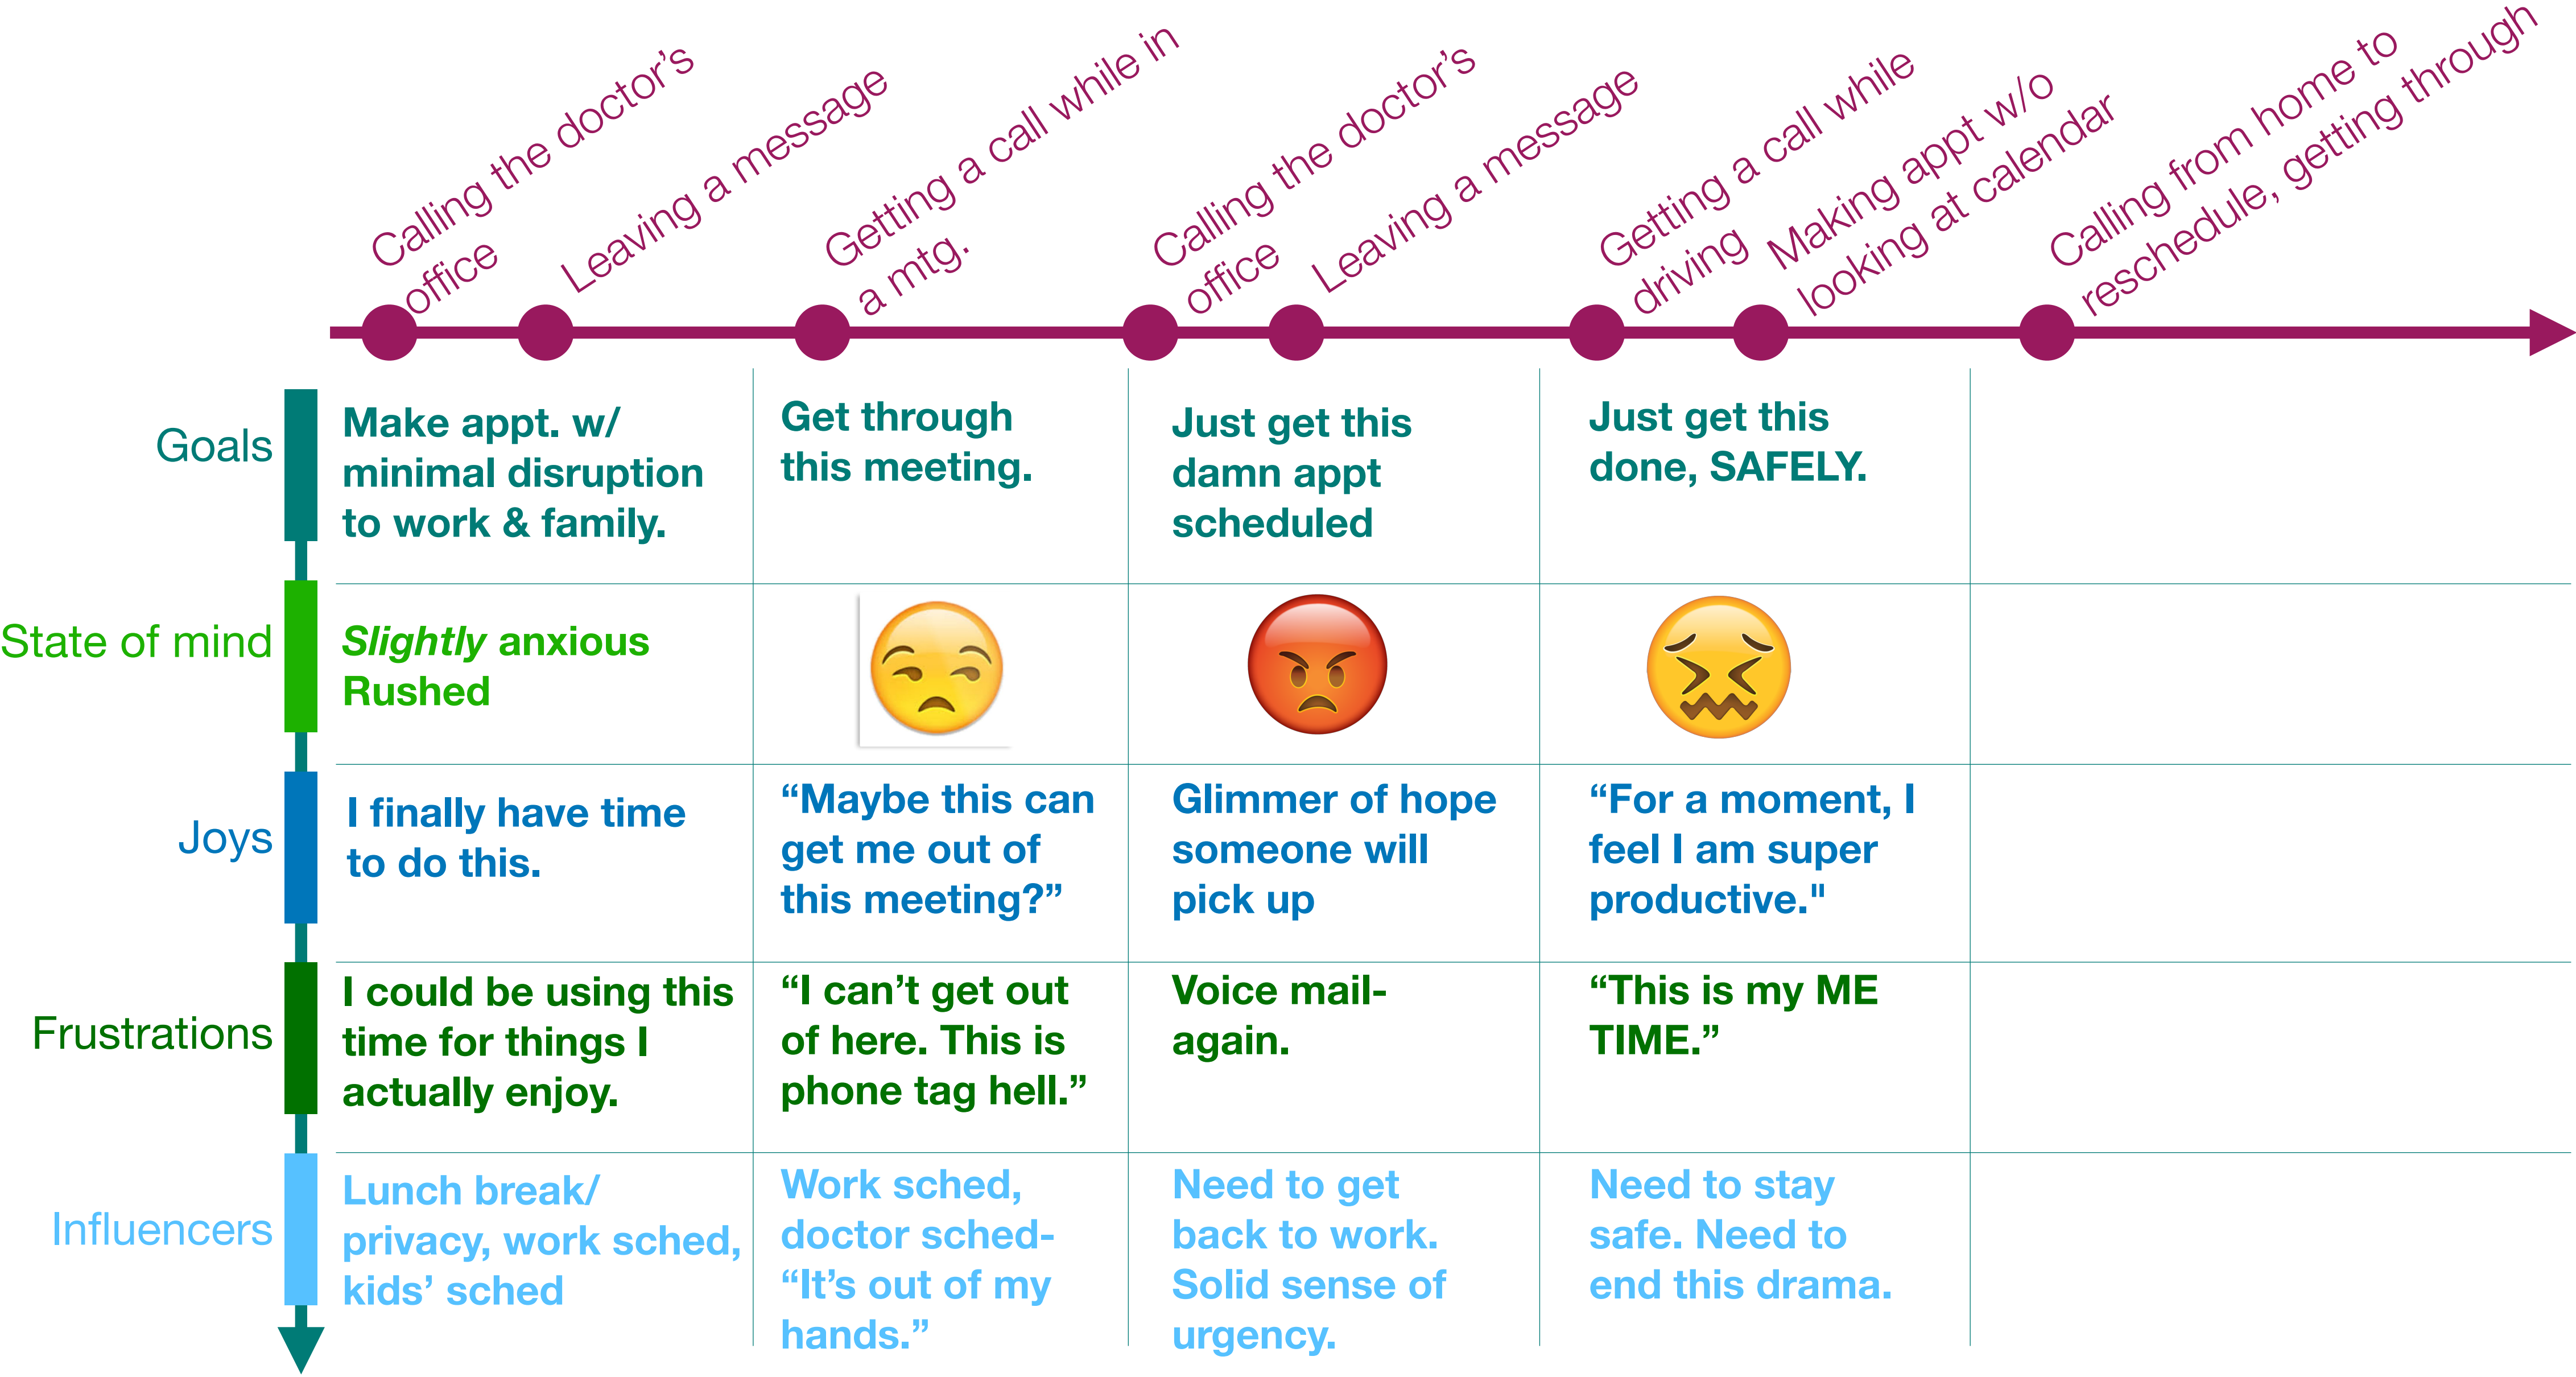 Calling the doctor’s
office
Leaving a message
Getting a call while in
a mtg.
Calling the doctor’s
office
Leaving a message
Getting a call while
driving
Making appt w/o
looking at calendar
Calling from home to
reschedule, getting through
Goals
Make appt. w/
minimal disruption
to work & family.
Get through
this meeting.
Just get this
damn appt
scheduled
Just get this
done, SAFELY.
State of mind
Slightly anxious
Rushed
Joys
I finally have time
to do this.
“Maybe this can
get me out of
this meeting?”
Glimmer of hope
someone will
pick up
“For a moment, I
feel I am super
productive."
Frustrations
I could be using this
time for things I
actually enjoy.
“I can’t get out
of here. This is
phone tag hell.”
Voice mail-
again.
“This is my ME
TIME.”
Influencers
Lunch break/
privacy, work sched,
kids’ sched
Work sched,
doctor sched-
“It’s out of my
hands.”
Need to get
back to work.
Solid sense of
urgency.
Need to stay
safe. Need to
end this drama.